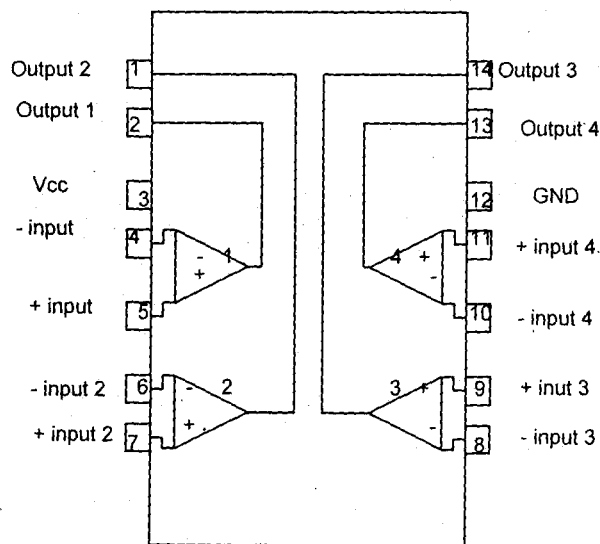 Output 2 1 14 Output 3
Output 1 2 13 Output 4
Vcc 3 12 GND
- input 4 - 1 4 + 11 + input 4.
+ input 5 + - 10 - input 4
- input 2 6 - 2 3 + 9 + inut 3
+ input 2 7 + - 8 - input 3